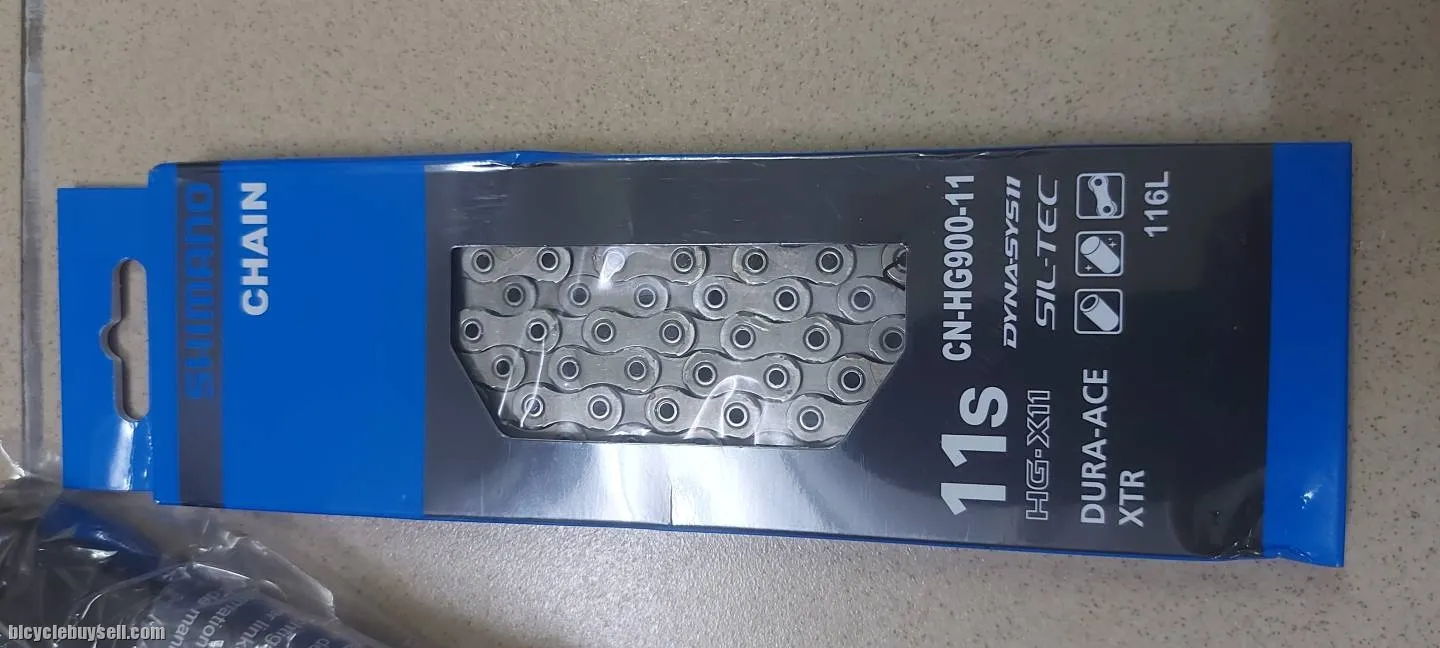 SHIMANO
CHAIN
11s
CN-HG900-11
HG-X11
DYNA-SYS11
SIL-TEC
DURA-ACE
XTR
116L
bicyclebuysell.com